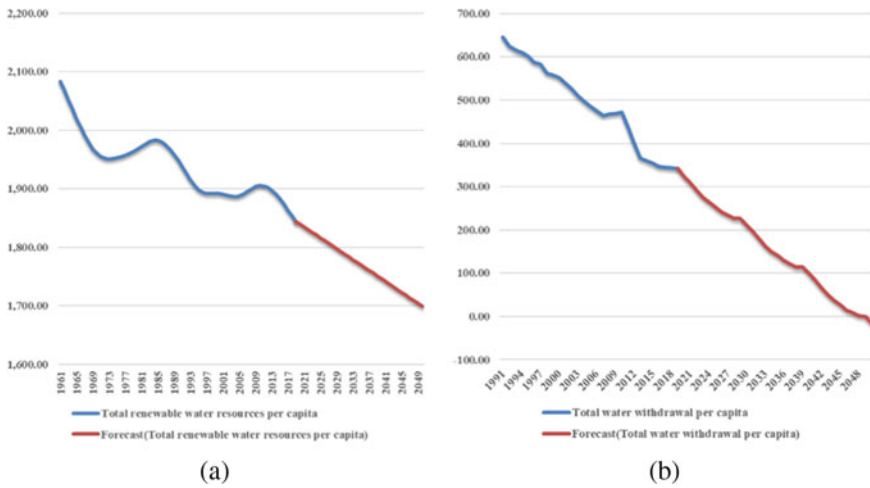 2,200.00
2,100.00
2,000.00
1,900.00
1,800.00
1,700.00
1,600.00
1961 1965 1969 1973 1977 1981 1985 1989 1993 1997 2001 2005 2009 2013 2017 2021 2025 2029 2033 2037 2041 2045 2049
Total renewable water resources per capita
Forecast(Total renewable water resources per capita)
(a)
700.00
600.00
500.00
400.00
300.00
200.00
100.00
0.00
-100.00
1991 1994 1997 2000 2003 2006 2009 2012 2015 2018 2021 2024 2027 2030 2033 2036 2039 2042 2045 2048
Total water withdrawal per capita
Forecast(Total water withdrawal per capita)
(b)